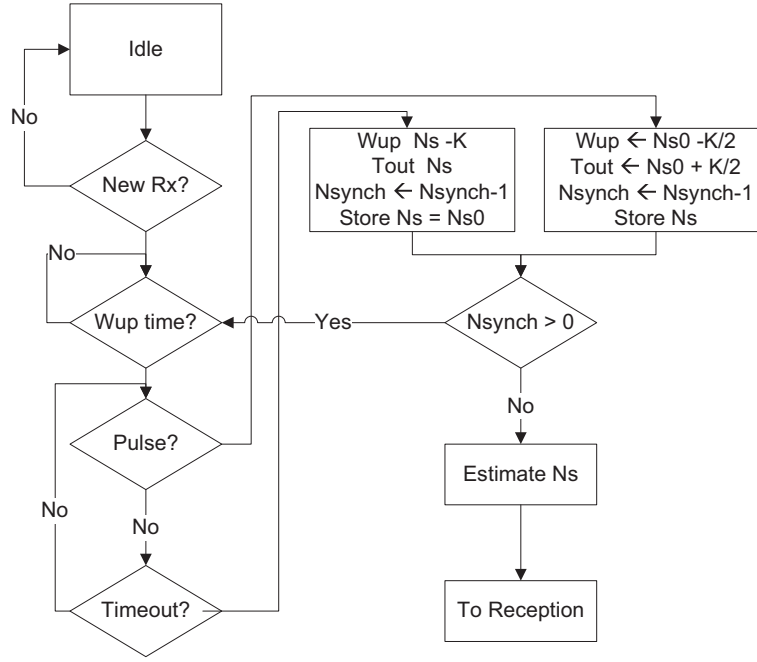 Idle
No
New Rx?
No
Wup time?
Pulse?
No
No
Timeout?
Wup Ns -K
Tout Ns
Nsynch ← Nsynch-1
Store Ns = Ns0
Wup ← Ns0 -K/2
Tout ← Ns0 + K/2
Nsynch ← Nsynch-1
Store Ns
Yes
Nsynch > 0
No
Estimate Ns
To Reception